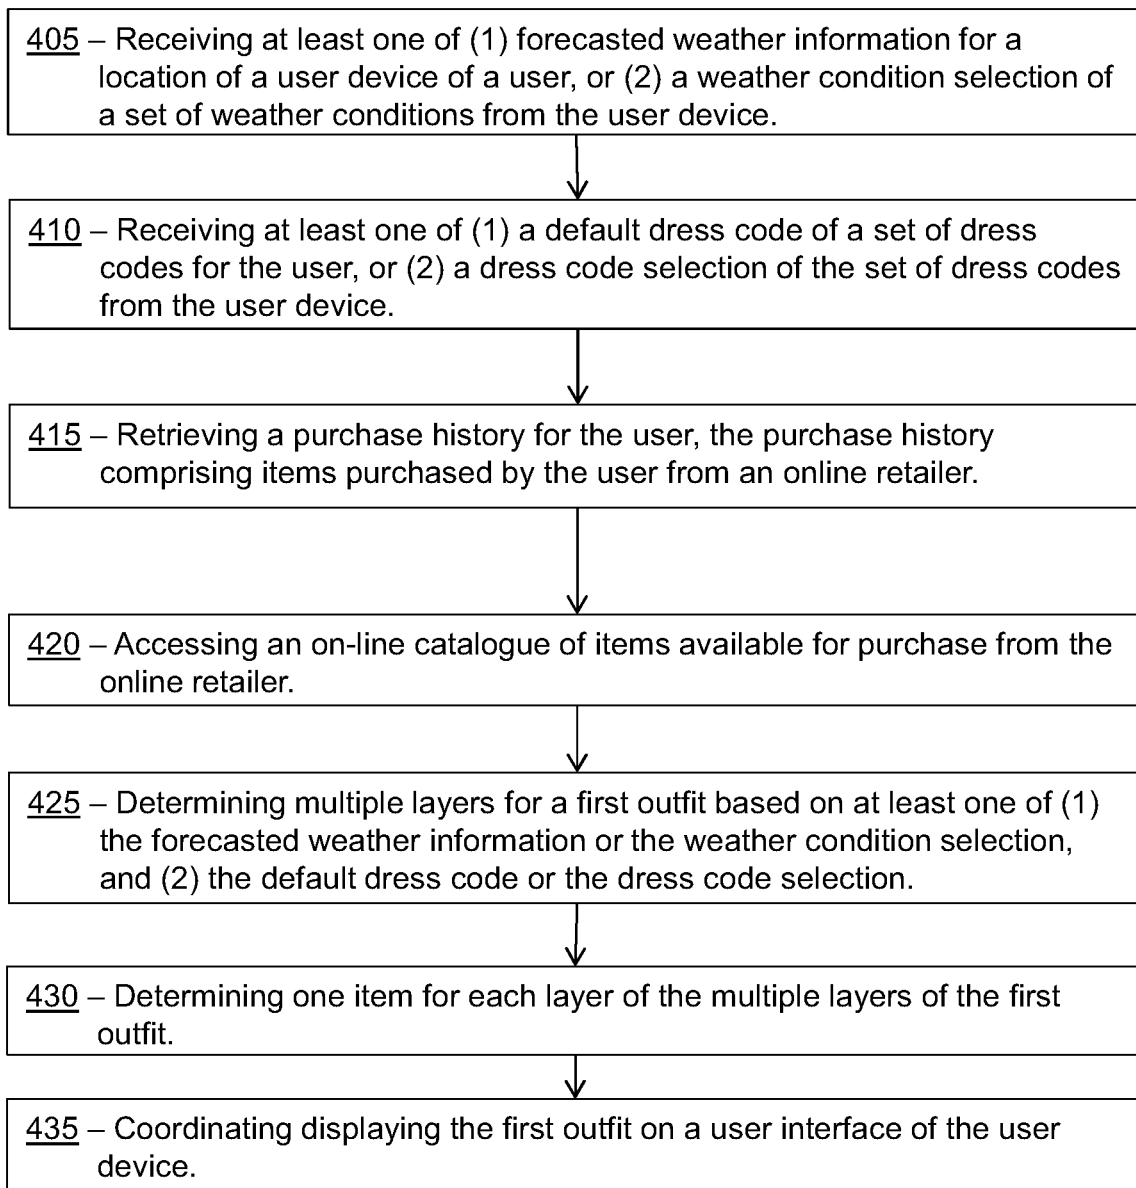 405 – Receiving at least one of (1) forecasted weather information for a
location of a user device of a user, or (2) a weather condition selection of
a set of weather conditions from the user device.
410 – Receiving at least one of (1) a default dress code of a set of dress
codes for the user, or (2) a dress code selection of the set of dress codes
from the user device.
415 – Retrieving a purchase history for the user, the purchase history
comprising items purchased by the user from an online retailer.
420 – Accessing an on-line catalogue of items available for purchase from the
online retailer.
425 – Determining multiple layers for a first outfit based on at least one of (1)
the forecasted weather information or the weather condition selection,
and (2) the default dress code or the dress code selection.
430 – Determining one item for each layer of the multiple layers of the first
outfit.
435 – Coordinating displaying the first outfit on a user interface of the user
device.